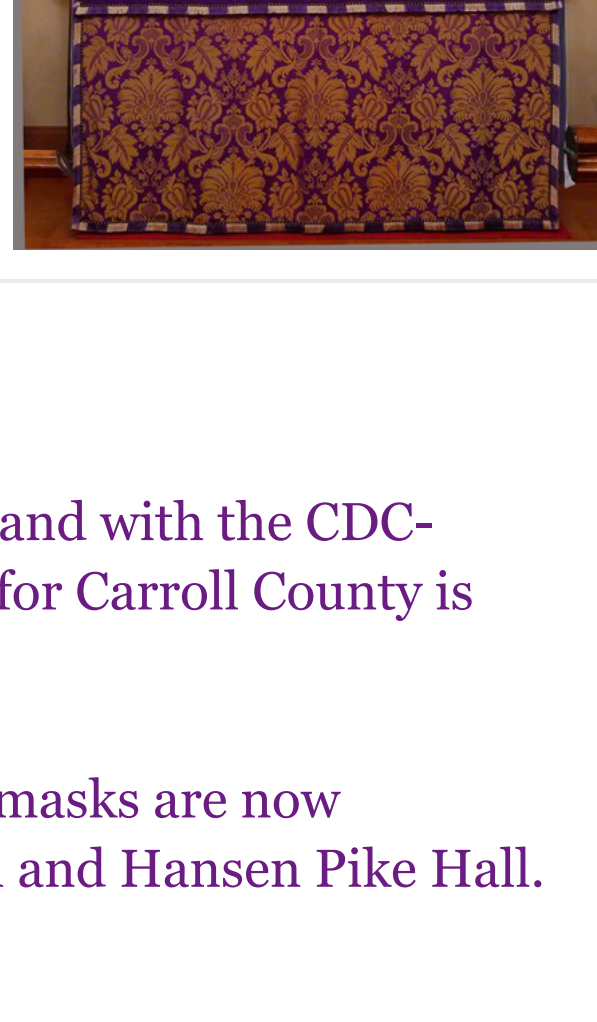 and with the CDC-
for Carroll County is
masks are now
and Hansen Pike Hall.